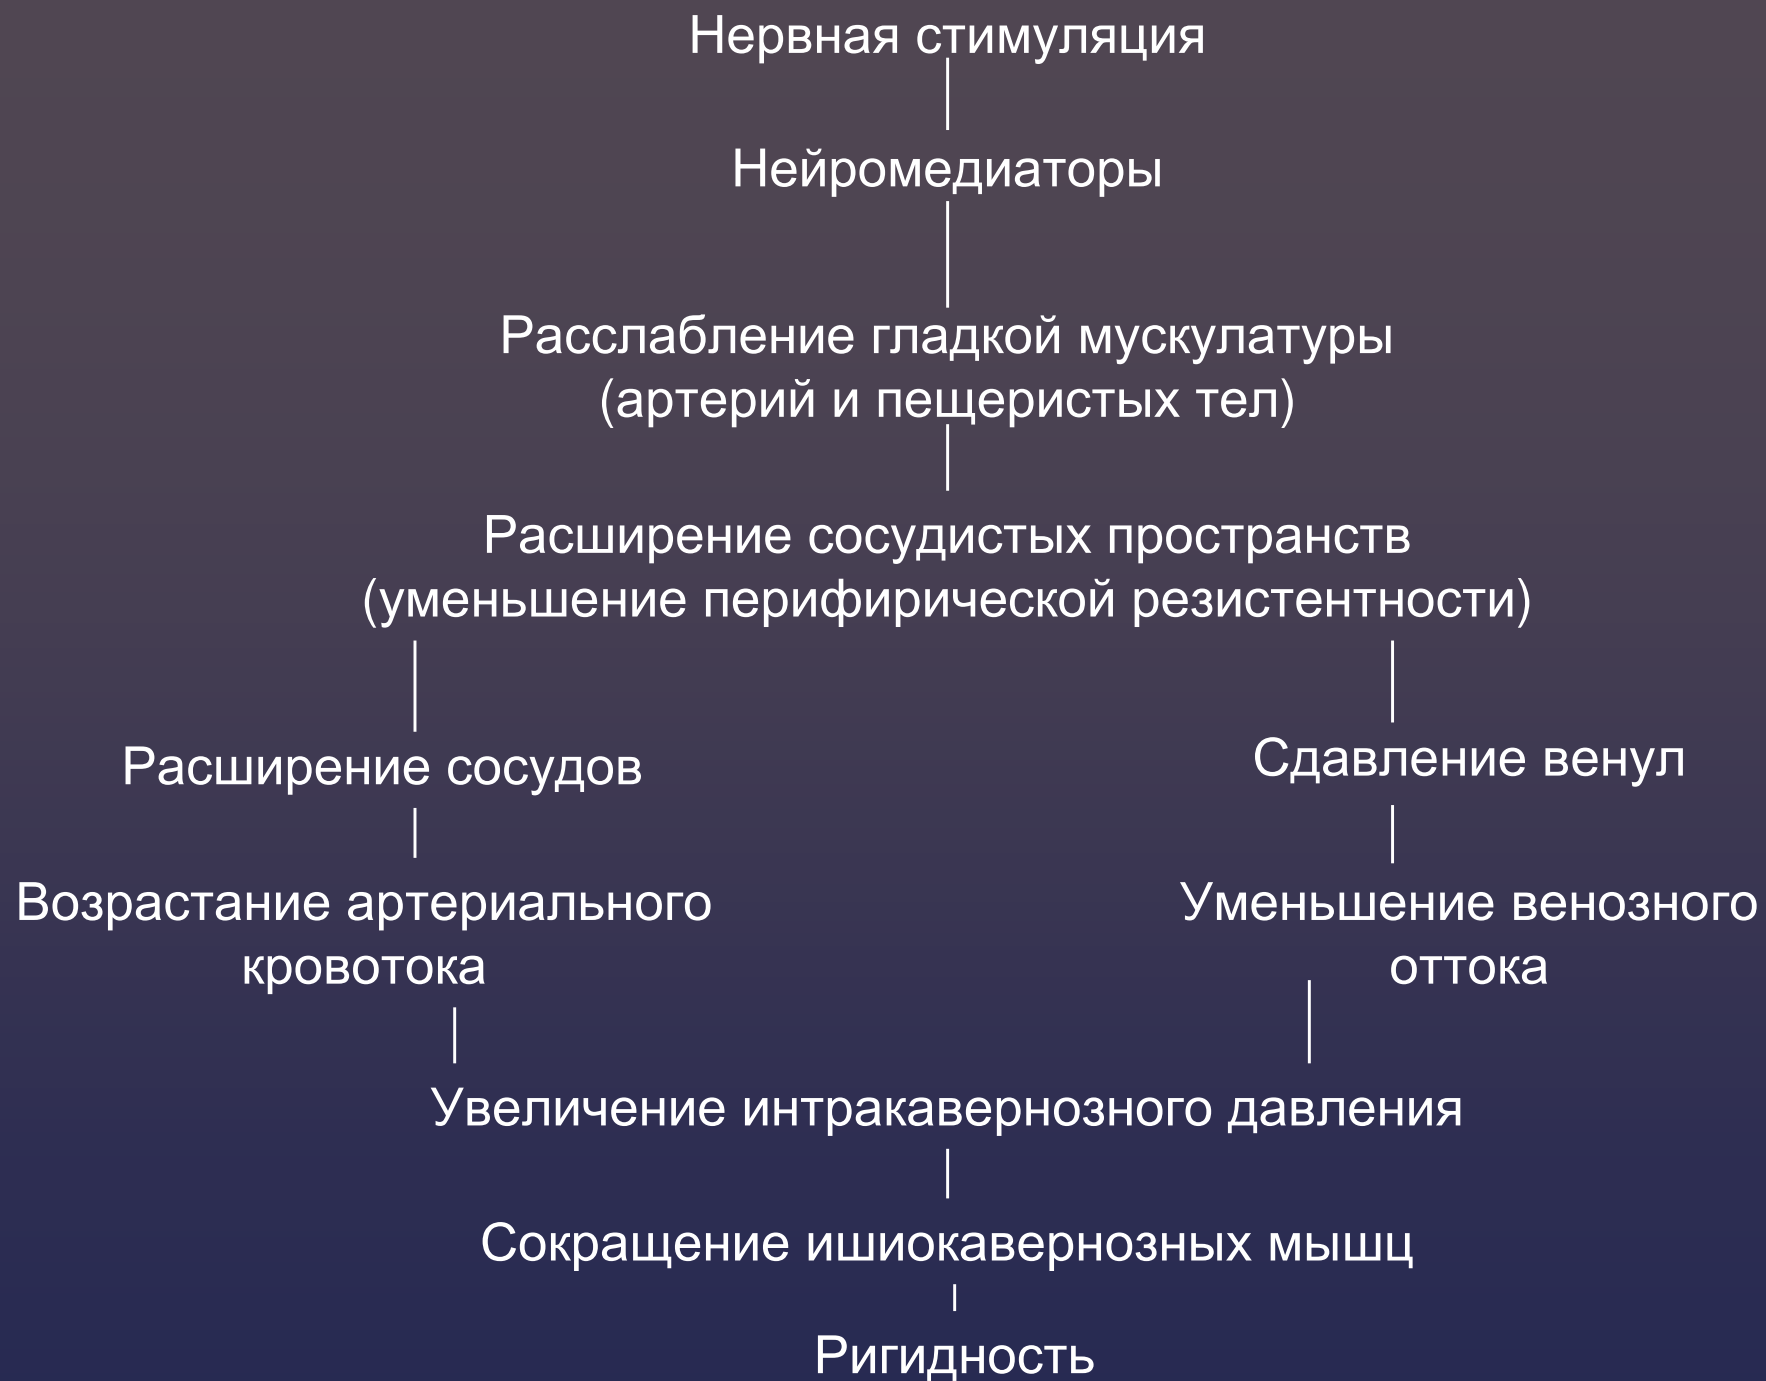 Нервная стимуляция
Нейромедиаторы
Расслабление гладкой мускулатуры
(артерий и пещеристых тел)
Расширение сосудистых пространств
(уменьшение перифирической резистентности)
Расширение сосудов
Сдавление венул
Возрастание артериального
кровотока
Уменьшение венозного
оттока
Увеличение интракавернозного давления
Сокращение ишиокавернозных мышц
Ригидность